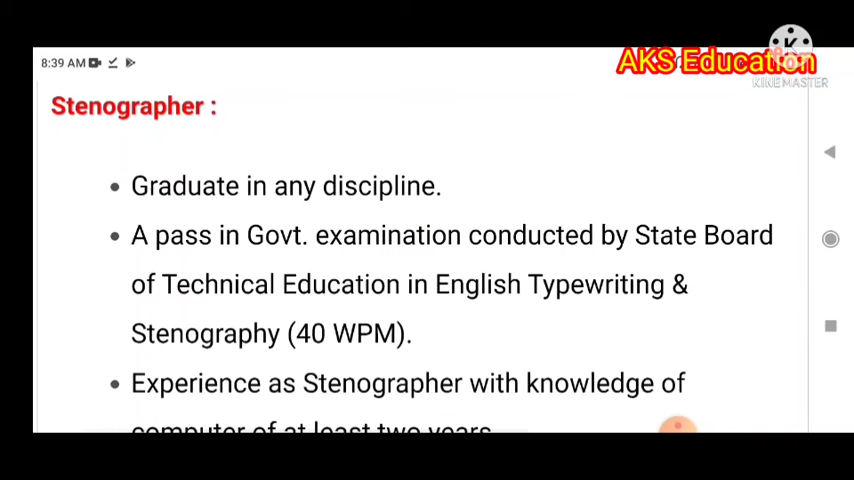 8:39 AM
AKS Education
KINEMASTER
Stenographer :
• Graduate in any discipline.
• A pass in Govt. examination conducted by State Board
of Technical Education in English Typewriting &
Stenography (40 WPM).
• Experience as Stenographer with knowledge of
computer of at least two years